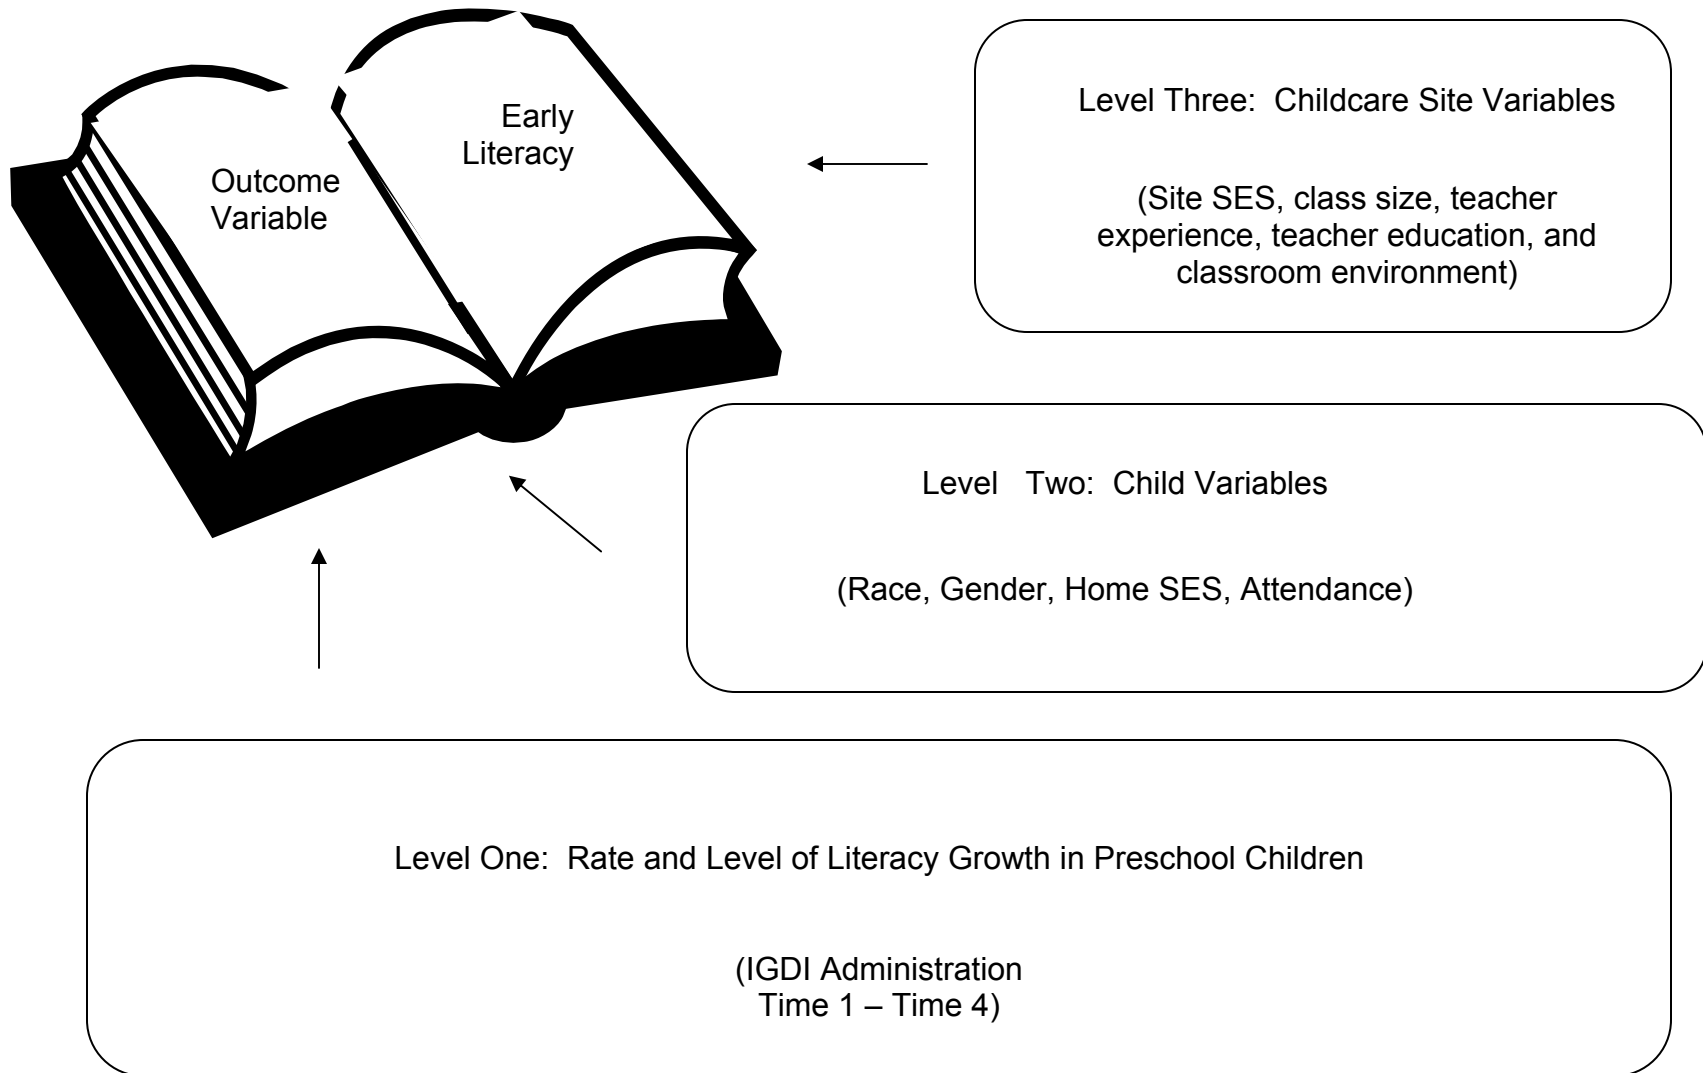 Outcome
Variable
Early
Literacy
Level Three:  Childcare Site Variables
(Site SES, class size, teacher
experience, teacher education, and
classroom environment)
Level   Two:  Child Variables
(Race, Gender, Home SES, Attendance)
Level One:  Rate and Level of Literacy Growth in Preschool Children
(IGDI Administration
Time 1 – Time 4)